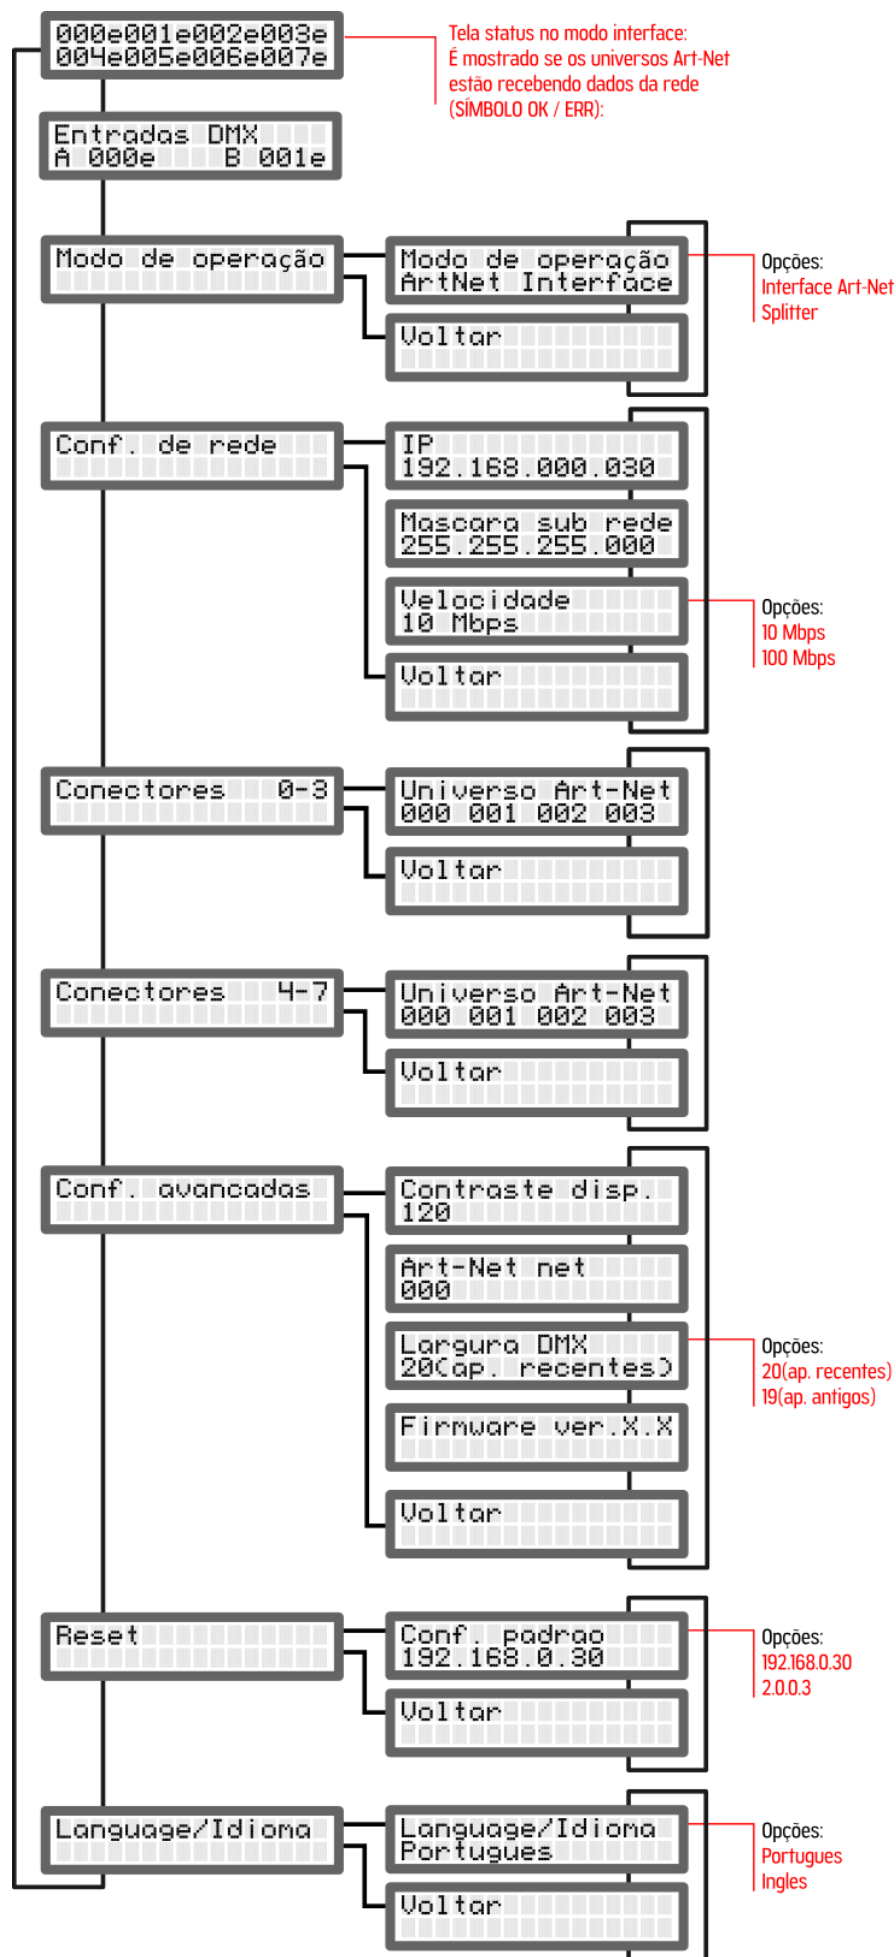 000e001e002e003e
004e005e006e007e
Tela status no modo interface:
É mostrado se os universos Art-Net
estão recebendo dados da rede
(SÍMBOLO OK / ERR):
Entradas DMX
A 000e B 001e
Modo de operação
Modo de operação
ArtNet Interface
Opções:
Interface Art-Net
Splitter
Voltar
Conf. de rede
IP
192.168.000.030
Mascara sub rede
255.255.255.000
Velocidade
10 Mbps
Opções:
10 Mbps
100 Mbps
Voltar
Conectores 0-3
Universo Art-Net
000 001 002 003
Voltar
Conectores 4-7
Universo Art-Net
000 001 002 003
Voltar
Conf. avancadas
Contraste disp.
120
Art-Net net
000
Largura DMX
20(ap. recentes)
Opções:
20(ap. recentes)
19(ap. antigos)
Firmware ver.X.X
Voltar
Reset
Conf. padrao
192.168.0.30
Opções:
192.168.0.30
2.0.0.3
Voltar
Language/Idioma
Language/Idioma
Portugues
Opções:
Portugues
Ingles
Voltar